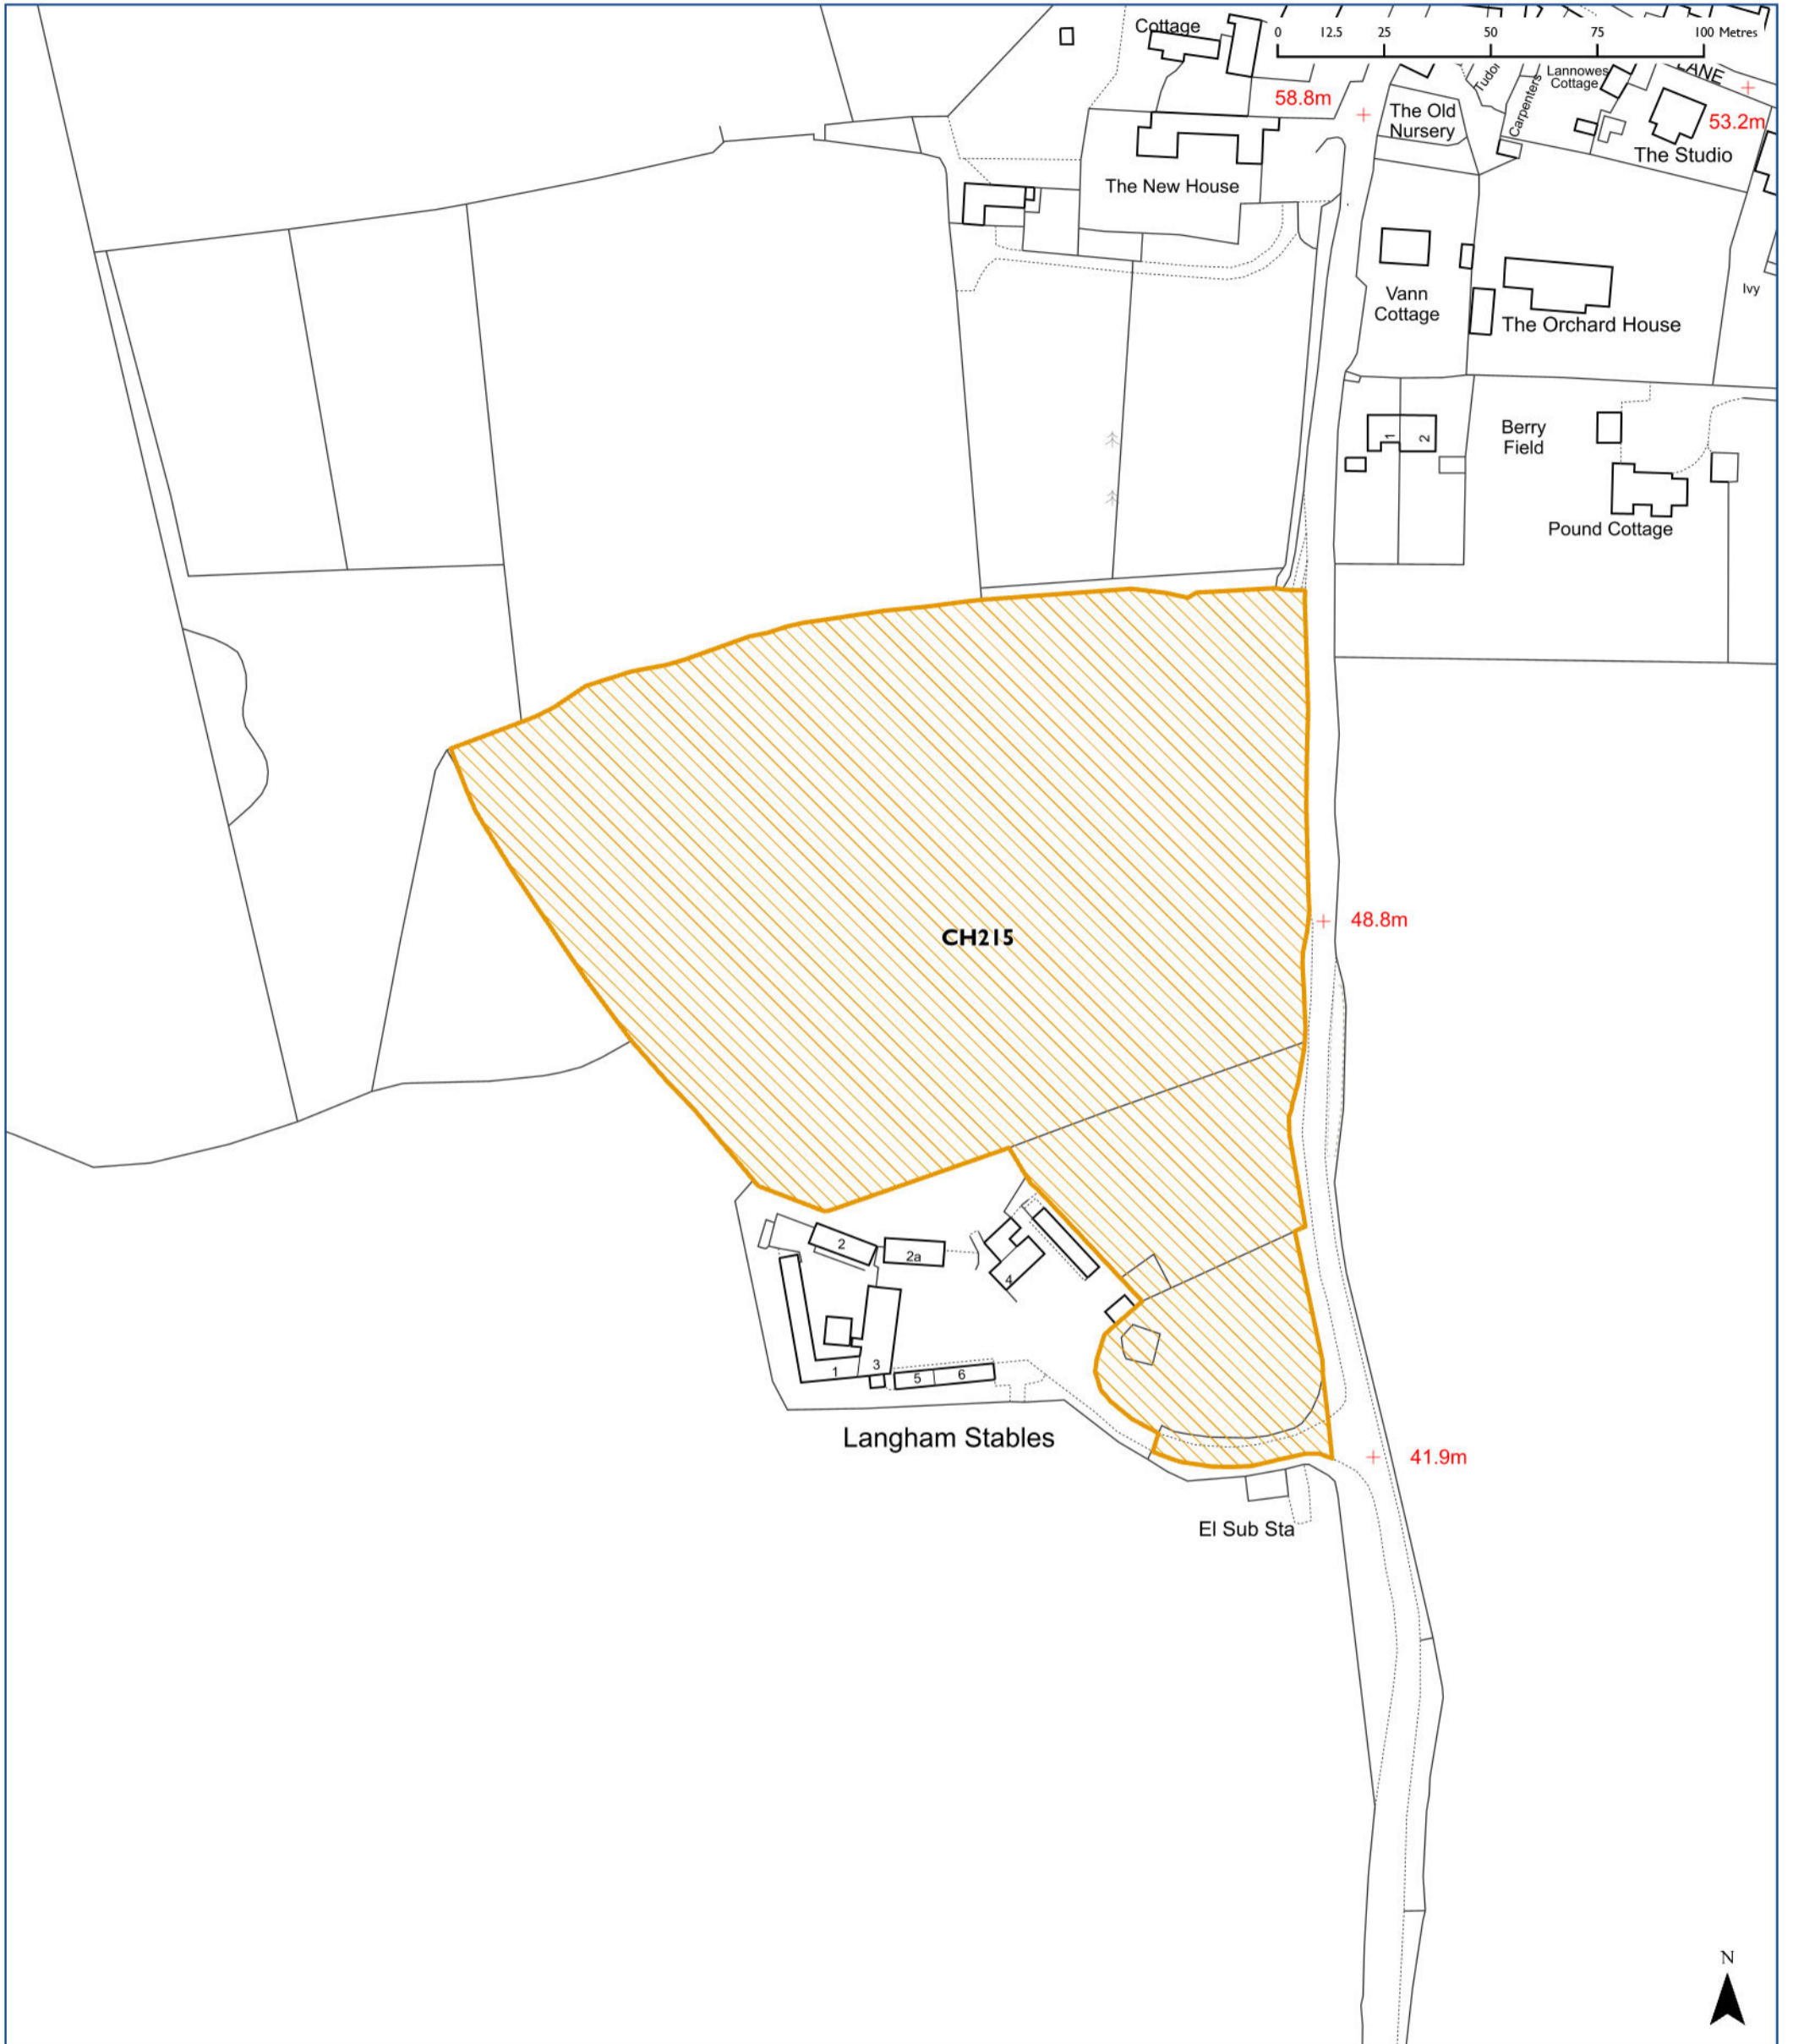 Cottage
0 12.5 25 50 75 100 Metres
LANE
Tudor
Lannowes
Cottage
Carpenters
58.8m
The Old
Nursery
53.2m
The Studio
The New House
Vann
Cottage
Ivy
The Orchard House
1
2
Berry
Field
Pound Cottage
CH215
48.8m
2
2a
4
1
3
5
6
Langham Stables
41.9m
El Sub Sta
N